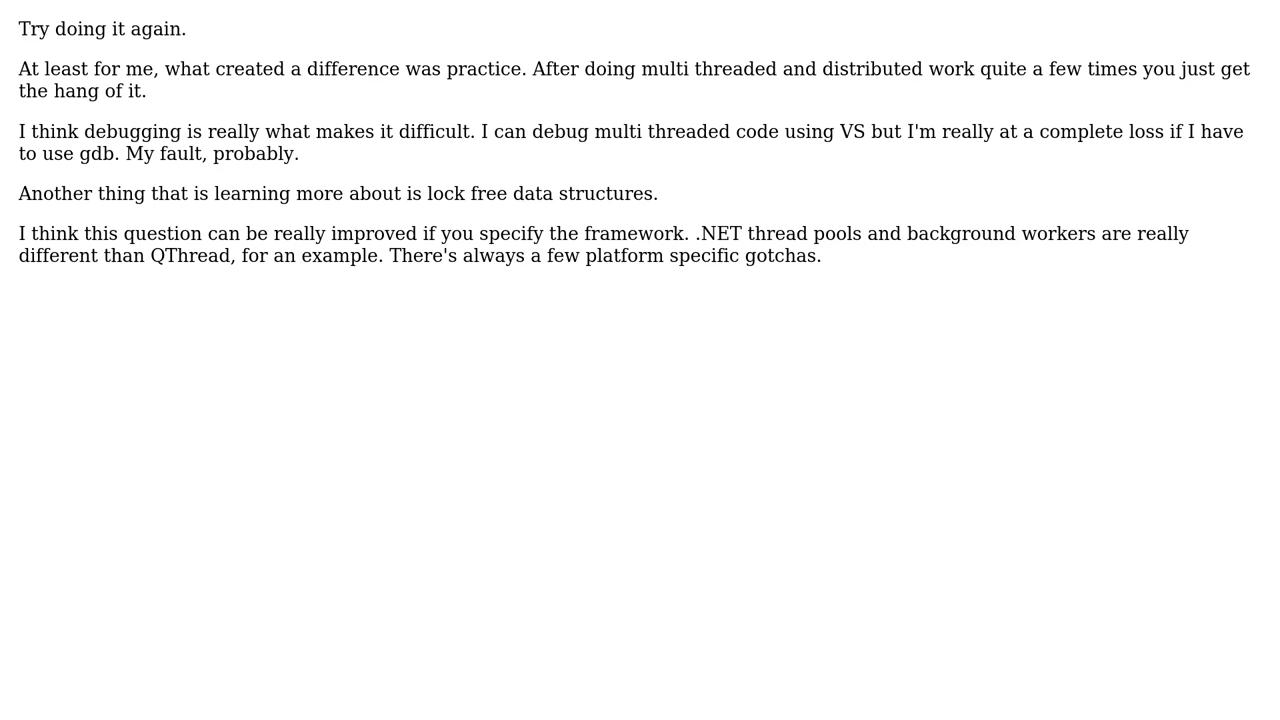 Try doing it again.
At least for me, what created a difference was practice. After doing multi threaded and distributed work quite a few times you just get
the hang of it.
I think debugging is really what makes it difficult. I can debug multi threaded code using VS but I'm really at a complete loss if I have
to use gdb. My fault, probably.
Another thing that is learning more about is lock free data structures.
I think this question can be really improved if you specify the framework. .NET thread pools and background workers are really
different than QThread, for an example. There's always a few platform specific gotchas.